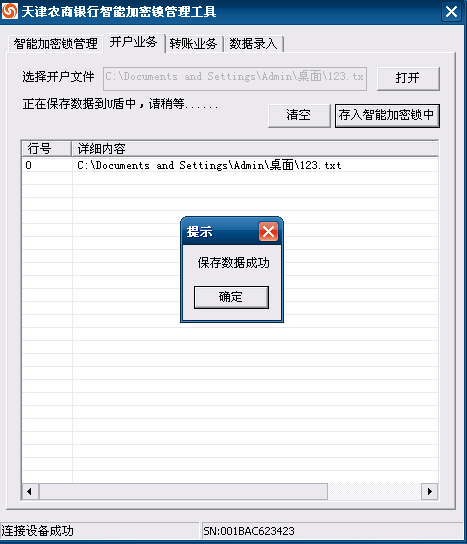 天津农商银行智能加密锁管理工具
智能加密锁管理 开户业务 转账业务 数据录入
选择开户文件 C:\Documents and Settings\Admin\桌面\123.tx 打开
正在保存数据到U盾中，请稍等......
清空 存入智能加密锁中
行号 详细内容
0 C:\Documents and Settings\Admin\桌面\123.txt
提示
保存数据成功
确定
连接设备成功 SN:001BAC623423